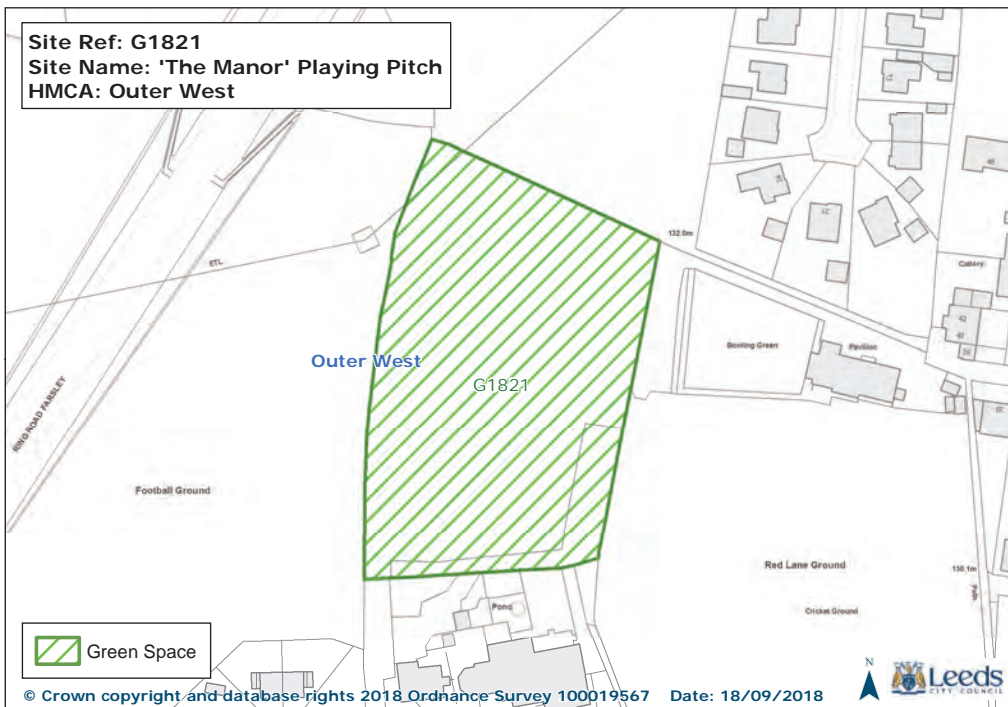 Site Ref: G1821
Site Name: 'The Manor' Playing Pitch
HMCA: Outer West
132.0m
ETL
Cattery
Bowling Green
Pavilion
Outer West
G1821
RING ROAD FARSLEY
Football Ground
Red Lane Ground
130.1m
Path
Cricket Ground
Pond
Green Space
N
Leeds
CITY COUNCIL
© Crown copyright and database rights 2018 Ordnance Survey 100019567 Date: 18/09/2018